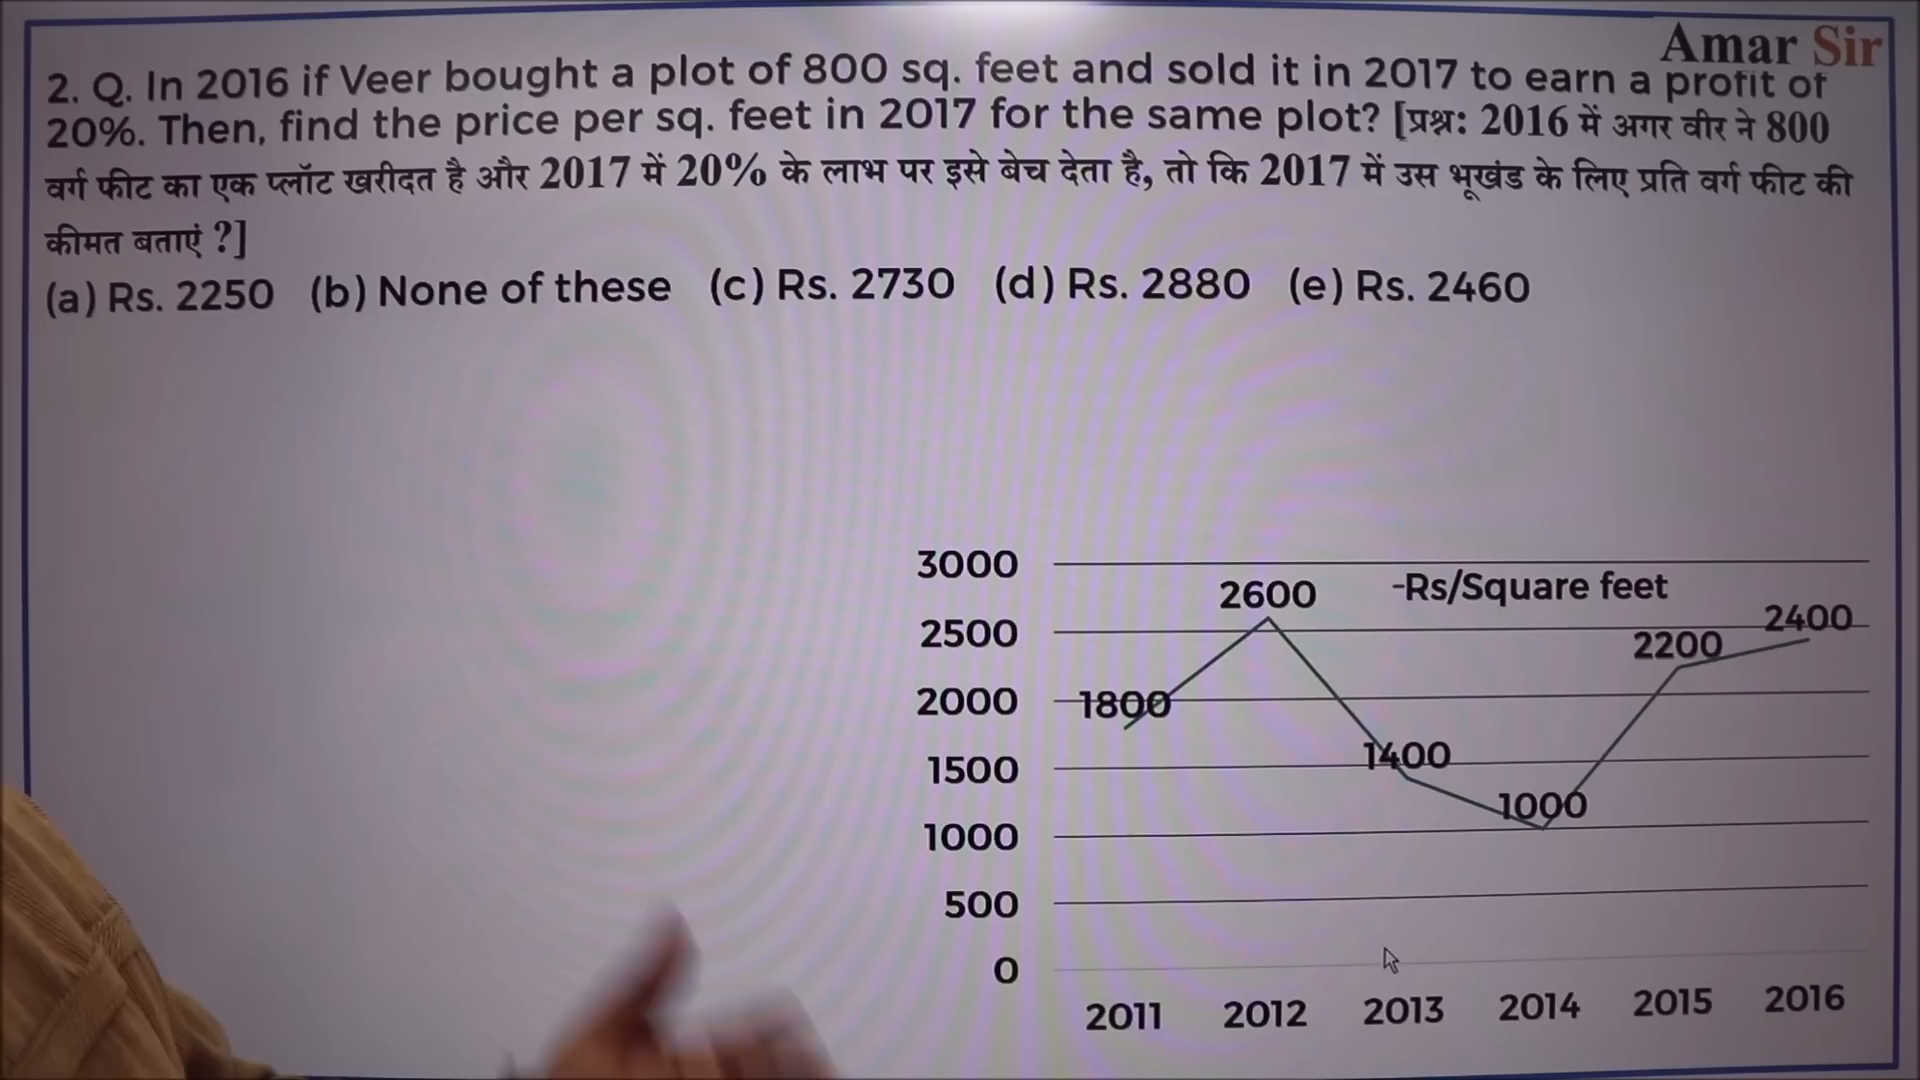 Amar Sir
2. Q. In 2016 if Veer bought a plot of 800 sq. feet and sold it in 2017 to earn a profit of
20%. Then, find the price per sq. feet in 2017 for the same plot? [प्रश्न: 2016 में अगर वीर ने 800
वर्ग फीट का एक प्लॉट खरीदत है और 2017 में 20% के लाभ पर इसे बेच देता है, तो कि 2017 में उस भूखंड के लिए प्रति वर्ग फीट की
कीमत बताएं ?]
(a) Rs. 2250 (b) None of these (c) Rs. 2730 (d) Rs. 2880 (e) Rs. 2460
3000
2600 -Rs/Square feet
2400
2500
2200
2000 1800
1500 1400
1000
1000
500
0
2011 2012 2013 2014 2015 2016